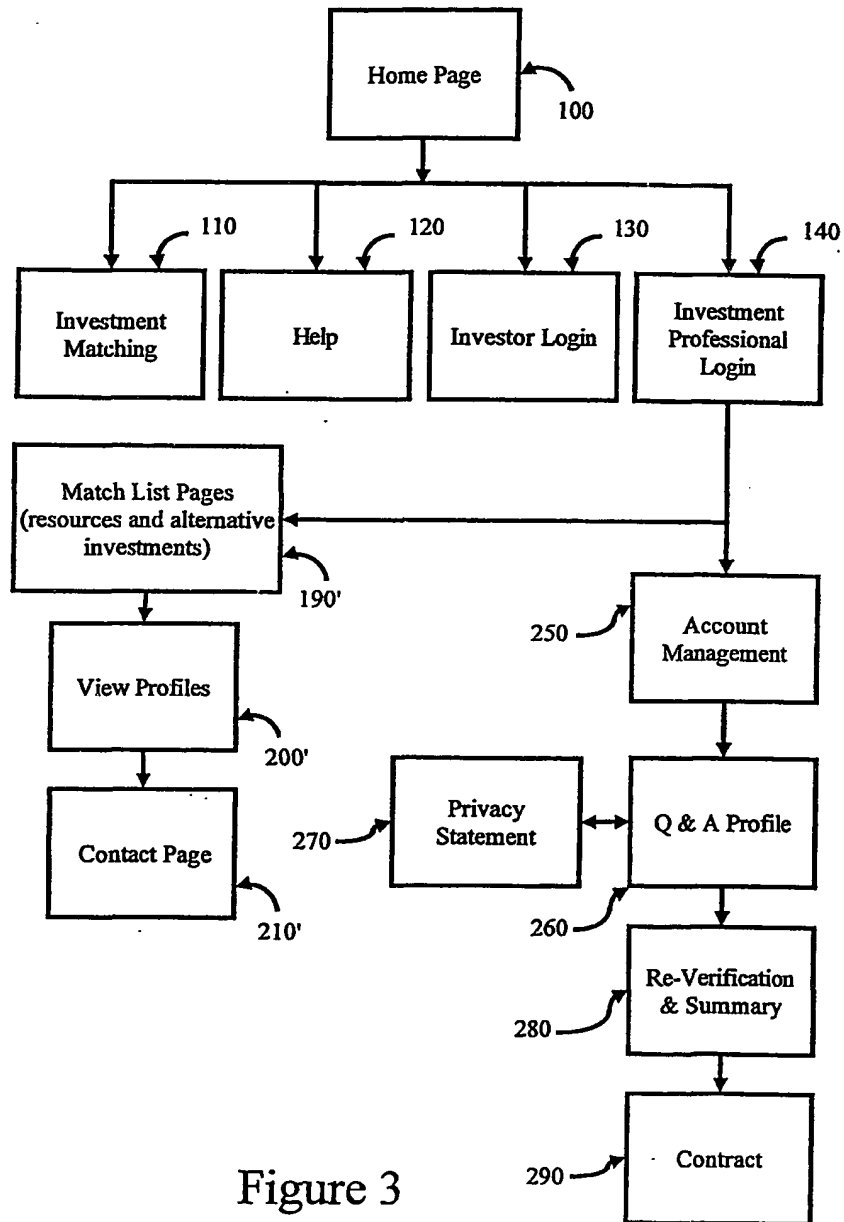 Home Page
100
110
120
130
140
Investment
Matching
Help
Investor Login
Investment
Professional
Login
Match List Pages
(resources and alternative
investments)
190'
250
Account
Management
View Profiles
200'
270
Privacy
Statement
Q & A Profile
Contact Page
210'
260
280
Re-Verification
& Summary
290
Contract
Figure 3